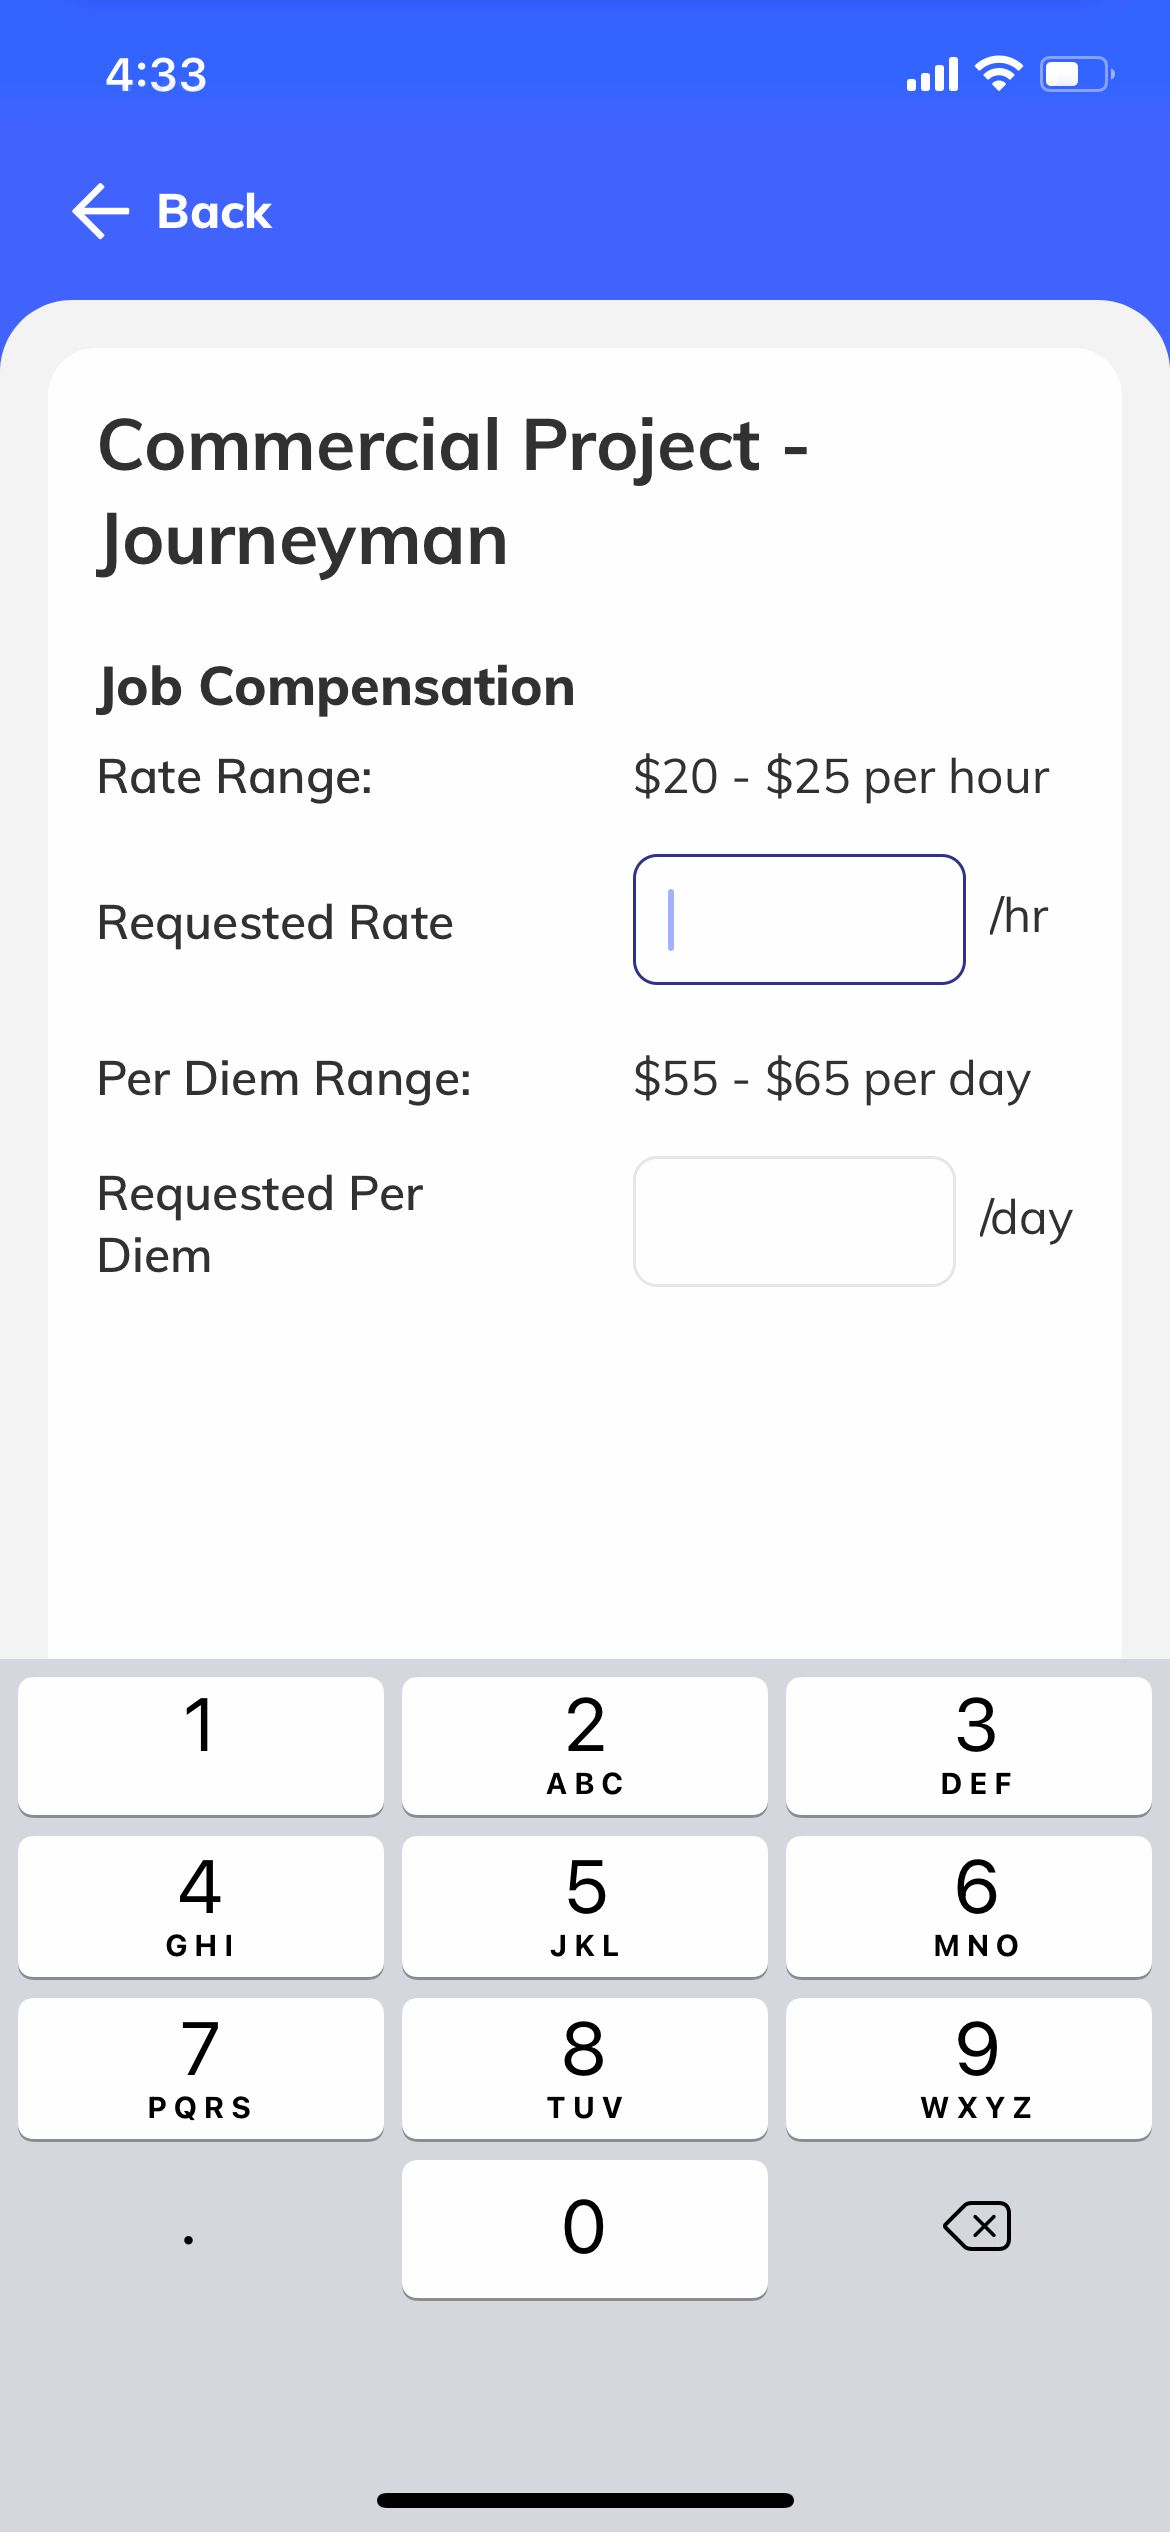 4:33
Back
Commercial Project -
Journeyman
Job Compensation
Rate Range: $20 - $25 per hour
Requested Rate /hr
Per Diem Range: $55 - $65 per day
Requested Per
Diem
/day
1 2 3
ABC DEF
4 5 6
GHI JKL MNO
7 8 9
PQRS TUV WXYZ
. 0